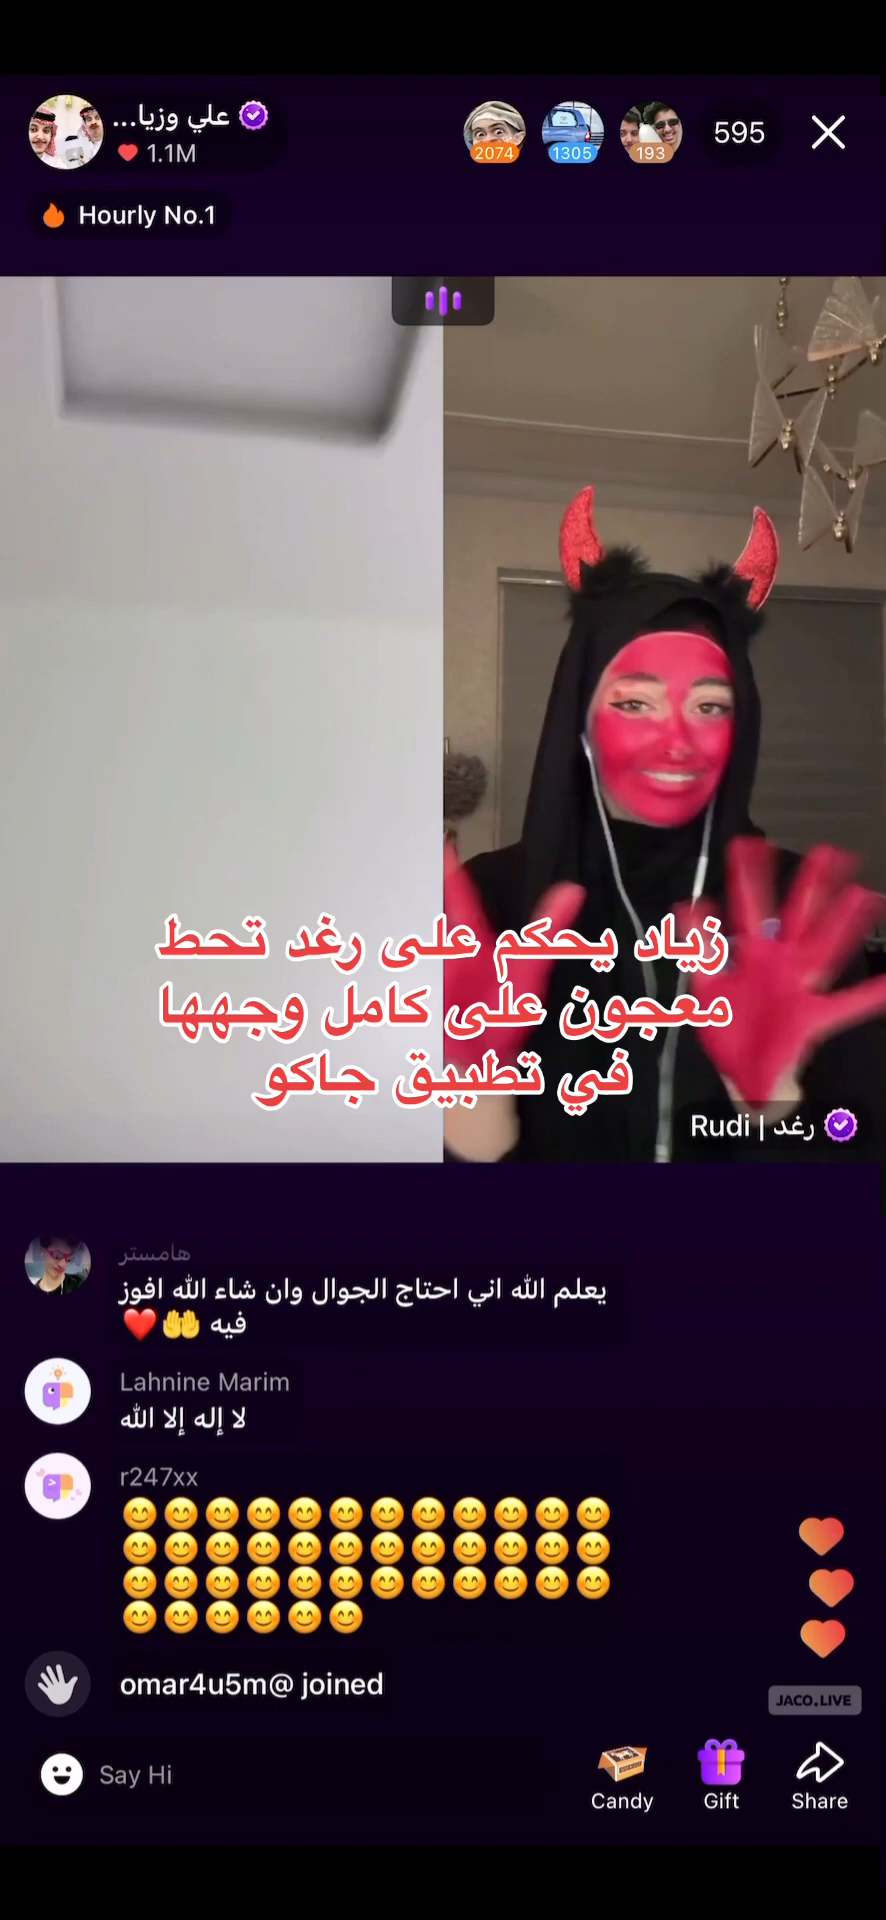 علي وزيا...
1.1M
2074
1305
193
595
Hourly No.1
زياد يحكم على رغد تحط
معجون على كامل وجهها
في تطبيق جاكو
Rudi | رغد
هامستر
يعلم الله اني احتاج الجوال وان شاء الله افوز
فيه 🤲❤️
Lahnine Marim
لا إله إلا الله
r247xx
😊😊😊😊😊😊😊😊😊😊😊😊
😊😊😊😊😊😊😊😊😊😊😊😊
😊😊😊😊😊😊😊😊😊😊😊😊
😊😊😊😊😊😊
omar4u5m@ joined
JACO.LIVE
Say Hi
Candy
Gift
Share